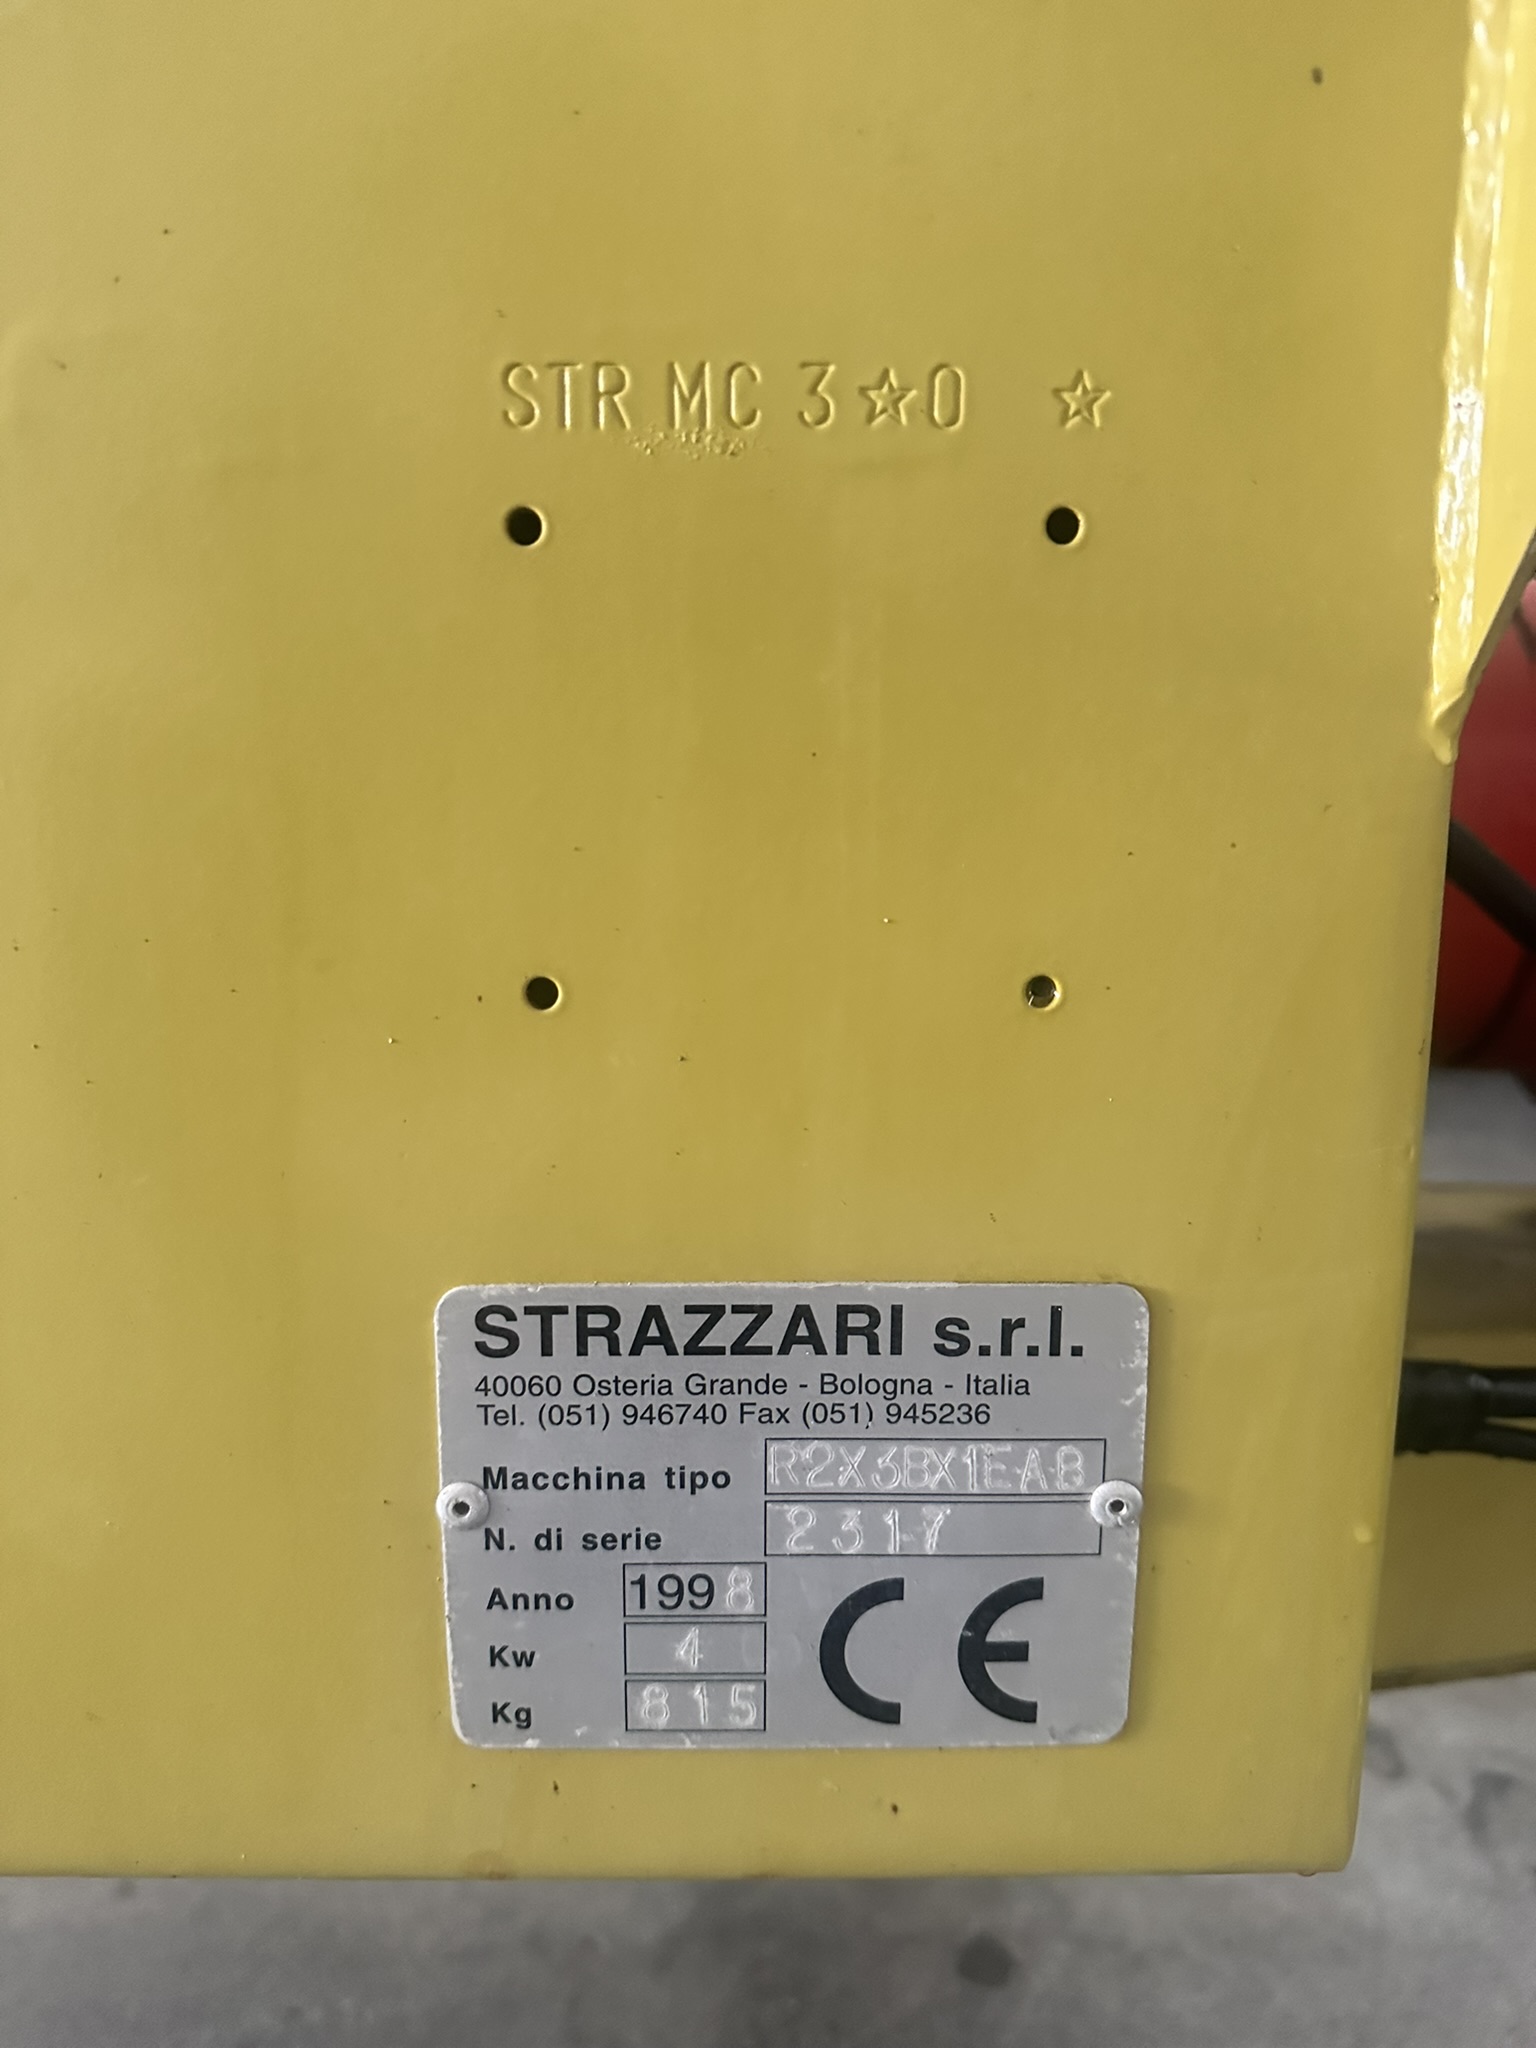 STR MC 3☆0 ☆
STRAZZARI s.r.l.
40060 Osteria Grande - Bologna - Italia
Tel. (051) 946740 Fax (051) 945236
Macchina tipo R2X3BX1EAB
N. di serie 2317
Anno 1998
Kw 4
Kg 815
CE